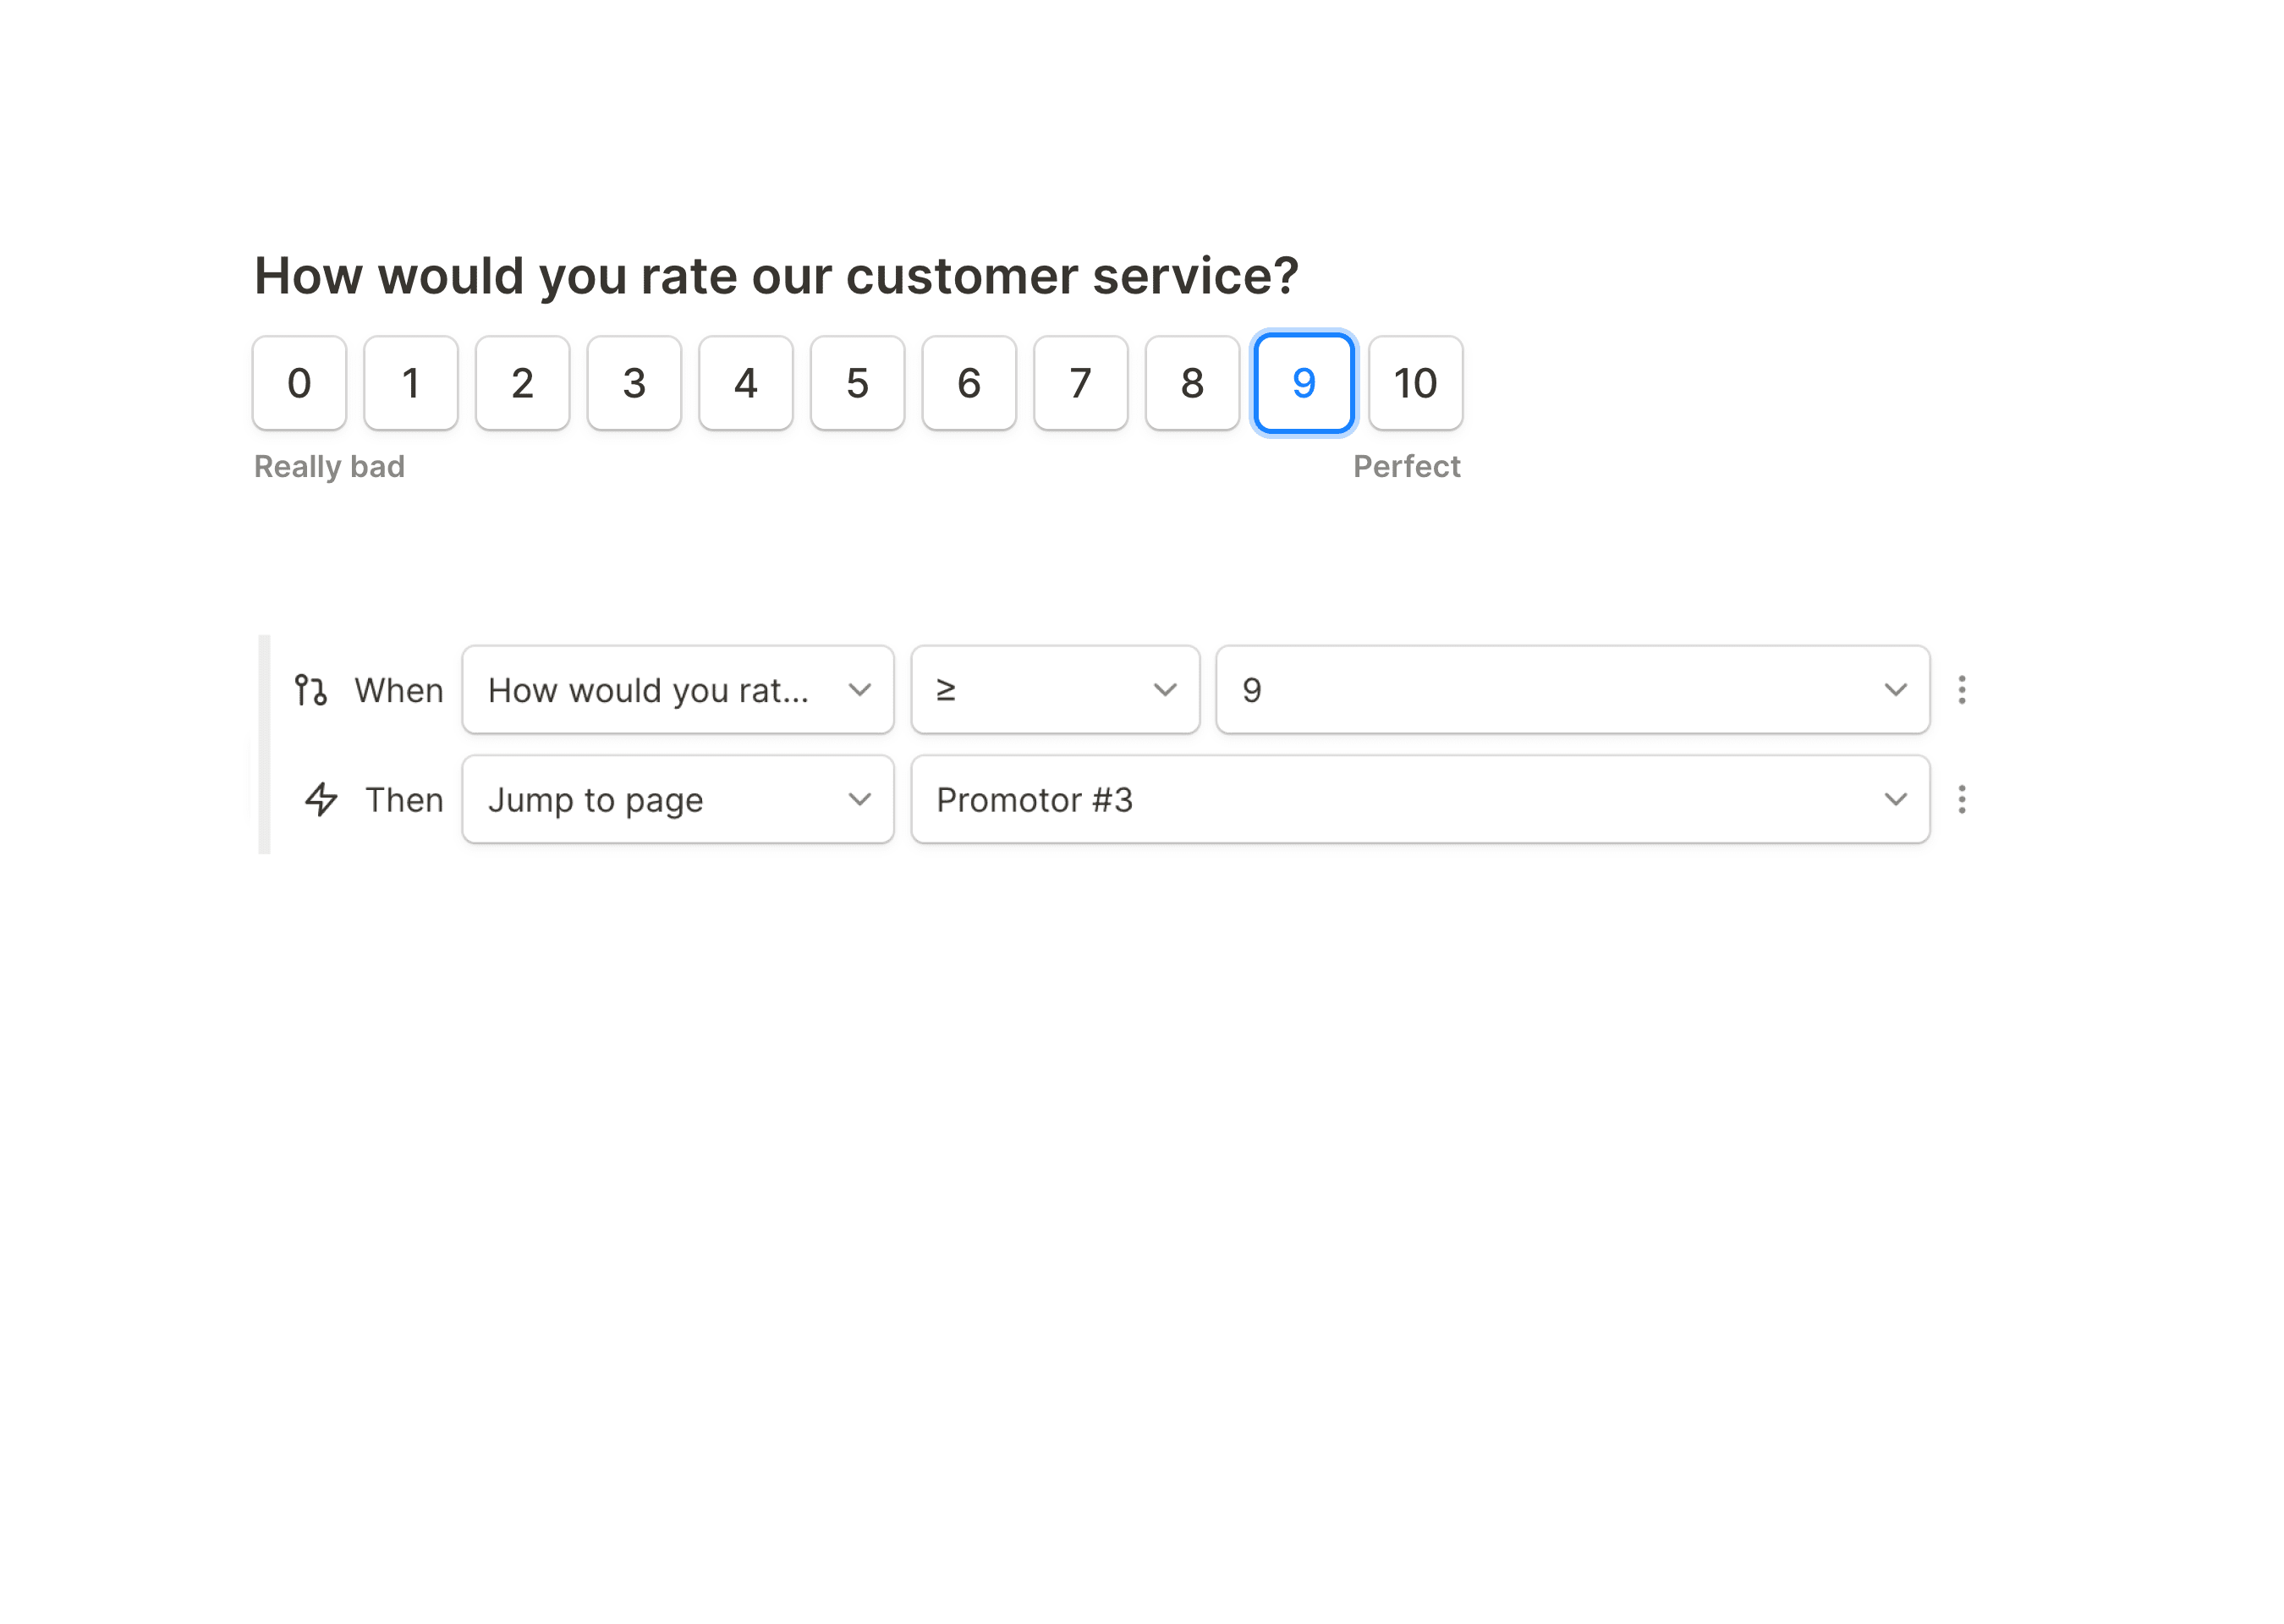 How would you rate our customer service?
0 1 2 3 4 5 6 7 8 9 10
Really bad Perfect
When How would you rat... ≥ 9
Then Jump to page Promotor #3